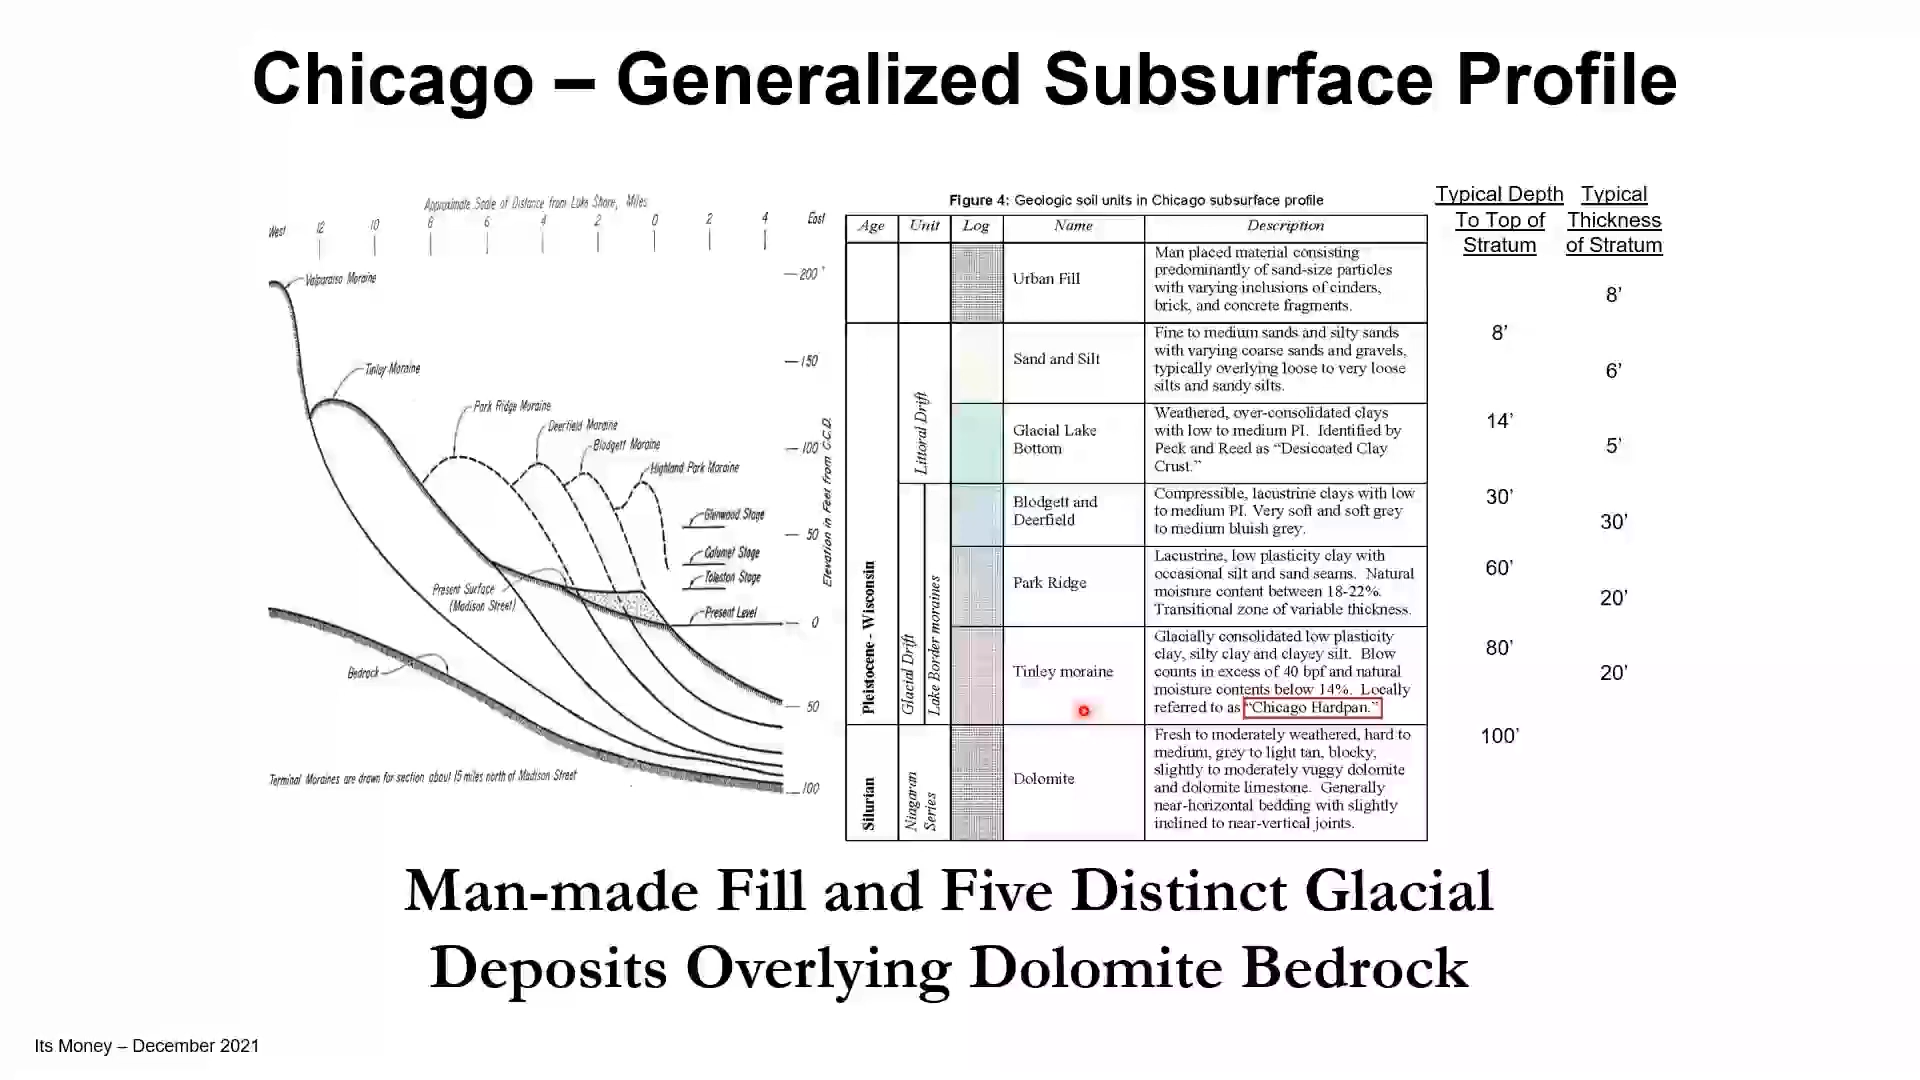 Chicago – Generalized Subsurface Profile
Approximate Scale of Distance from Lake Shore, Miles
West 12 10 8 6 4 2 0 2 4 East
Valparaiso Moraine
Tinley Moraine
Park Ridge Moraine
Deerfield Moraine
Blodgett Moraine
Highland Park Moraine
Glenwood Stage
Calumet Stage
Toleston Stage
Present Level
Present Surface
(Madison Street)
Bedrock
Terminal Moraines are drawn for section about 15 miles north of Madison Street
200
150
100
50
0
50
100
Elevation in Feet from C.C.D.
Figure 4: Geologic soil units in Chicago subsurface profile
Age Unit Log Name Description
Urban Fill
Man placed material consisting
predominantly of sand-size particles
with varying inclusions of cinders,
brick, and concrete fragments.
Sand and Silt
Fine to medium sands and silty sands
with varying coarse sands and gravels,
typically overlying loose to very loose
silts and sandy silts.
Glacial Lake
Bottom
Weathered, over-consolidated clays
with low to medium PI. Identified by
Peck and Reed as “Desiccated Clay
Crust.”
Blodgett and
Deerfield
Compressible, lacustrine clays with low
to medium PI. Very soft and soft grey
to medium bluish grey.
Park Ridge
Lacustrine, low plasticity clay with
occasional silt and sand seams. Natural
moisture content between 18-22%.
Transitional zone of variable thickness.
Tinley moraine
Glacially consolidated low plasticity
clay, silty clay and clayey silt. Blow
counts in excess of 40 bpf and natural
moisture contents below 14%. Locally
referred to as “Chicago Hardpan.”
Dolomite
Fresh to moderately weathered, hard to
medium, grey to light tan, blocky,
slightly to moderately vuggy dolomite
and dolomite limestone. Generally
near-horizontal bedding with slightly
inclined to near-vertical joints.
Pleistocene - Wisconsin
Silurian
Littoral Drift
Glacial Drift
Lake Border moraines
Niagaran
Series
Typical Depth
To Top of
Stratum
8’
14’
30’
60’
80’
100’
Typical
Thickness
of Stratum
8’
6’
5’
30’
20’
20’
Man-made Fill and Five Distinct Glacial
Deposits Overlying Dolomite Bedrock
Its Money – December 2021